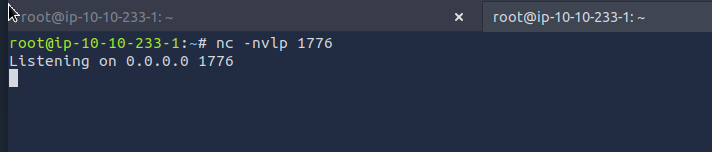 root@ip-10-10-233-1: ~ × root@ip-10-10-233-1: ~
root@ip-10-10-233-1:~# nc -nvlp 1776
Listening on 0.0.0.0 1776